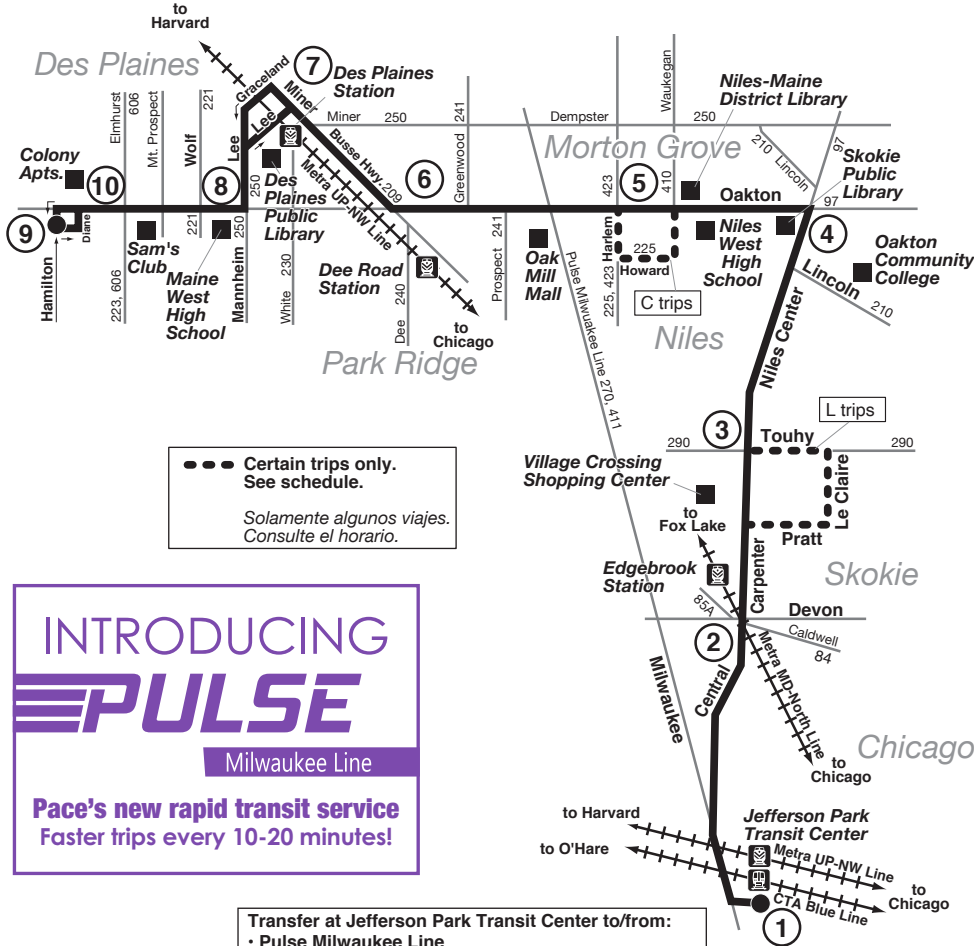 to
Harvard
Des Plaines
7
Graceland
Miner
Des Plaines
Station
Elmhurst
606
Mt. Prospect
221
Wolf
Lee
Lee
Miner
250
241
Greenwood
Dempster
Waukegan
250
Niles-Maine
District Library
Morton Grove
210
Lincoln
97
Skokie
Public
Library
Colony
Apts.
10
8
250
Des
Plaines
Public
Library
Busse Hwy.
209
Metra UP-NW Line
6
423
5
410
Oakton
97
9
Diane
Hamilton
Sam's
Club
223, 606
221
Maine
West
High
School
250
Mannheim
230
White
Dee Road
Station
240
Dee
to
Chicago
Park Ridge
241
Prospect
Oak
Mill
Mall
Pulse Milwaukee Line 270, 411
Harlem
225, 423
225
Howard
C trips
Niles
West
High
School
Niles
4
Oakton
Community
College
Lincoln
210
Niles Center
L trips
3
Touhy
290
290
Village Crossing
Shopping Center
Le Claire
Pratt
to
Fox Lake
Carpenter
Skokie
Edgebrook
Station
85A
Devon
Caldwell
84
2
Central
Milwaukee
Metra MD-North Line
to
Chicago
Chicago
Certain trips only.
See schedule.
Solamente algunos viajes.
Consulte el horario.
INTRODUCING
PULSE
Milwaukee Line
Pace's new rapid transit service
Faster trips every 10-20 minutes!
to Harvard
to O'Hare
Jefferson Park
Transit Center
Metra UP-NW Line
CTA Blue Line
to
Chicago
1
Transfer at Jefferson Park Transit Center to/from:
• Pulse Milwaukee Line